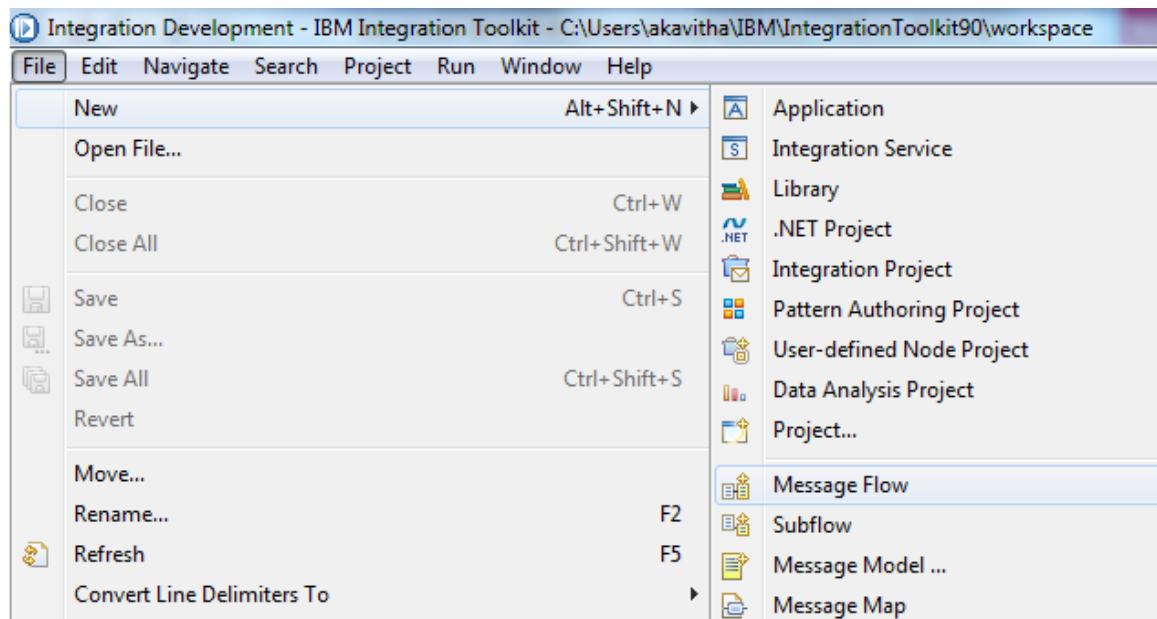 Integration Development - IBM Integration Toolkit - C:\Users\akavitha\IBM\IntegrationToolkit90\workspace
File Edit Navigate Search Project Run Window Help
New Alt+Shift+N
Open File...
Close Ctrl+W
Close All Ctrl+Shift+W
Save Ctrl+S
Save As...
Save All Ctrl+Shift+S
Revert
Move...
Rename... F2
Refresh F5
Convert Line Delimiters To
Application
Integration Service
Library
.NET Project
Integration Project
Pattern Authoring Project
User-defined Node Project
Data Analysis Project
Project...
Message Flow
Subflow
Message Model ...
Message Map